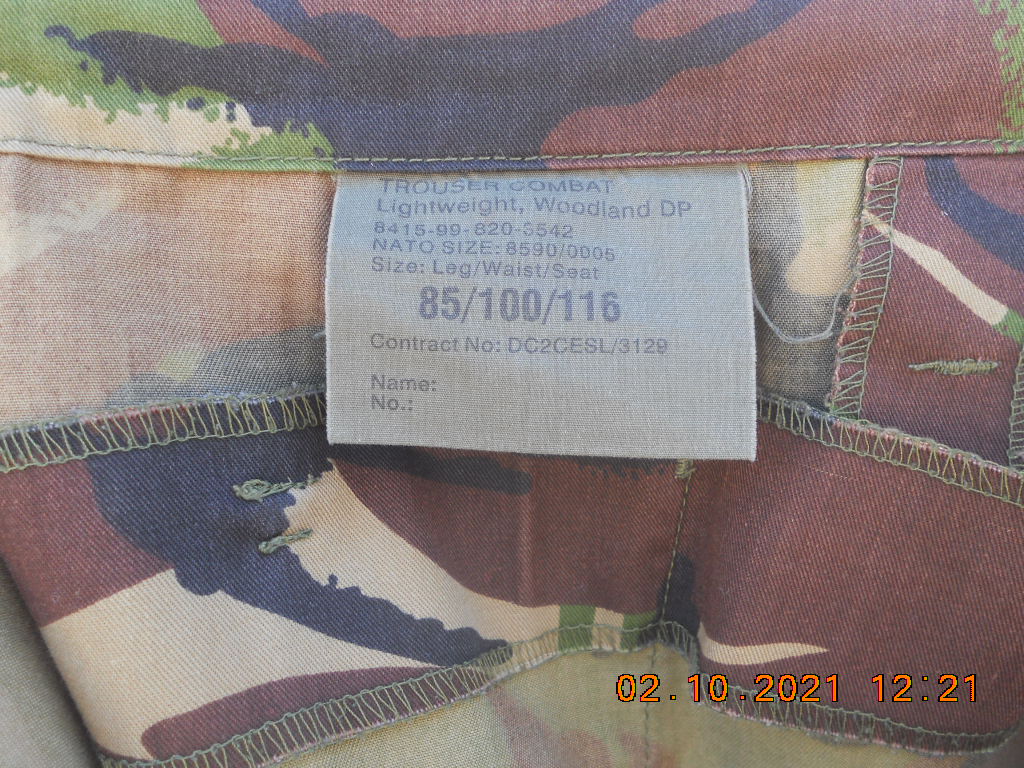 TROUSER COMBAT
Lightweight, Woodland DP
8415-99-820-5542
NATO SIZE: 8590/0005
Size: Leg/Waist/Seat
85/100/116
Contract No: DC2CESL/3129
Name:
No.:
02.10.2021 12:21